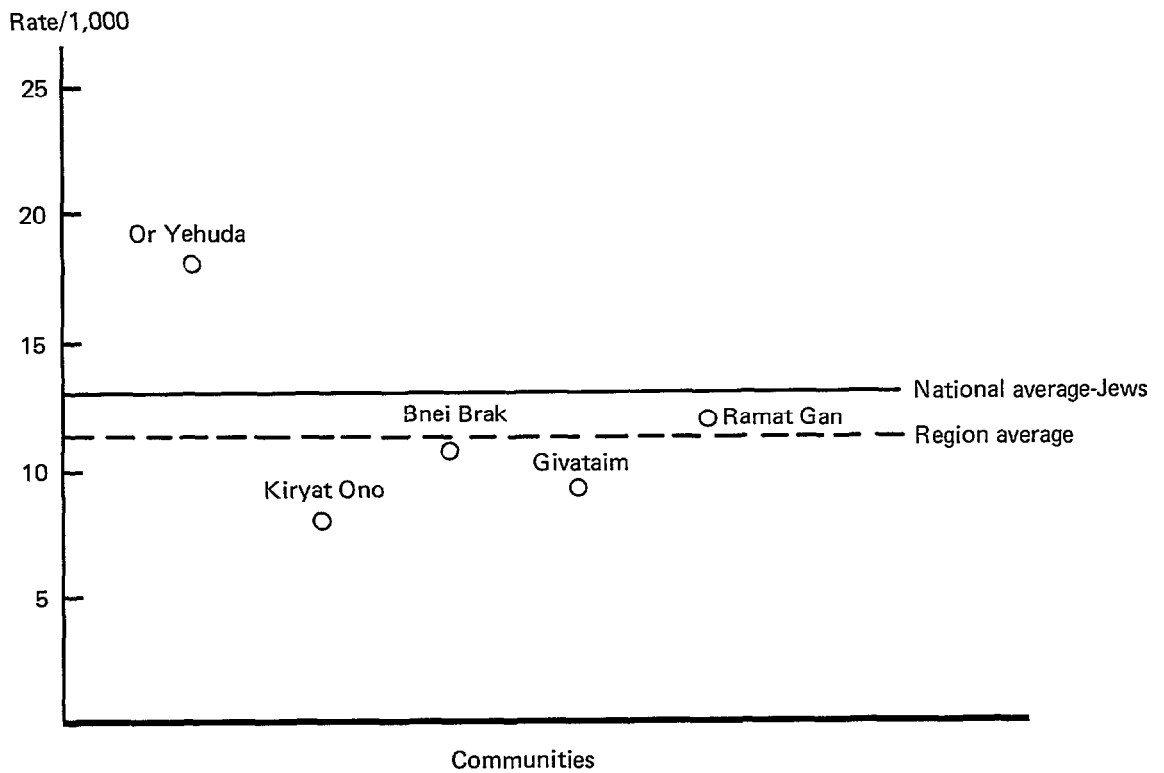 Rate/1,000
25
20
Or Yehuda
15
National average-Jews
Bnei Brak
Ramat Gan
Region average
10
Givataim
Kiryat Ono
5
Communities